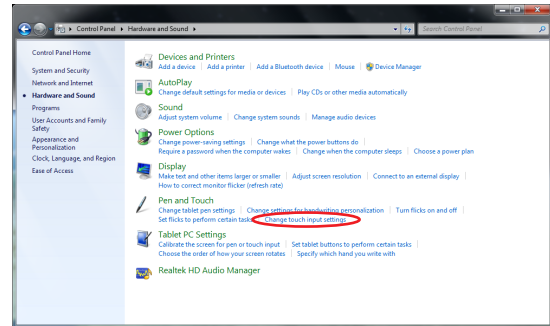 Control Panel ▸ Hardware and Sound ▸
Search Control Panel
Control Panel Home
System and Security
Network and Internet
Hardware and Sound
Programs
User Accounts and Family
Safety
Appearance and
Personalization
Clock, Language, and Region
Ease of Access
Devices and Printers
Add a device | Add a printer | Add a Bluetooth device | Mouse | Device Manager
AutoPlay
Change default settings for media or devices | Play CDs or other media automatically
Sound
Adjust system volume | Change system sounds | Manage audio devices
Power Options
Change power-saving settings | Change what the power buttons do |
Require a password when the computer wakes | Change when the computer sleeps | Choose a power plan
Display
Make text and other items larger or smaller | Adjust screen resolution | Connect to an external display |
How to correct monitor flicker (refresh rate)
Pen and Touch
Change tablet pen settings | Change settings for handwriting personalization | Turn flicks on and off |
Set flicks to perform certain tasks | Change touch input settings
Tablet PC Settings
Calibrate the screen for pen or touch input | Set tablet buttons to perform certain tasks |
Choose the order of how your screen rotates | Specify which hand you write with
Realtek HD Audio Manager